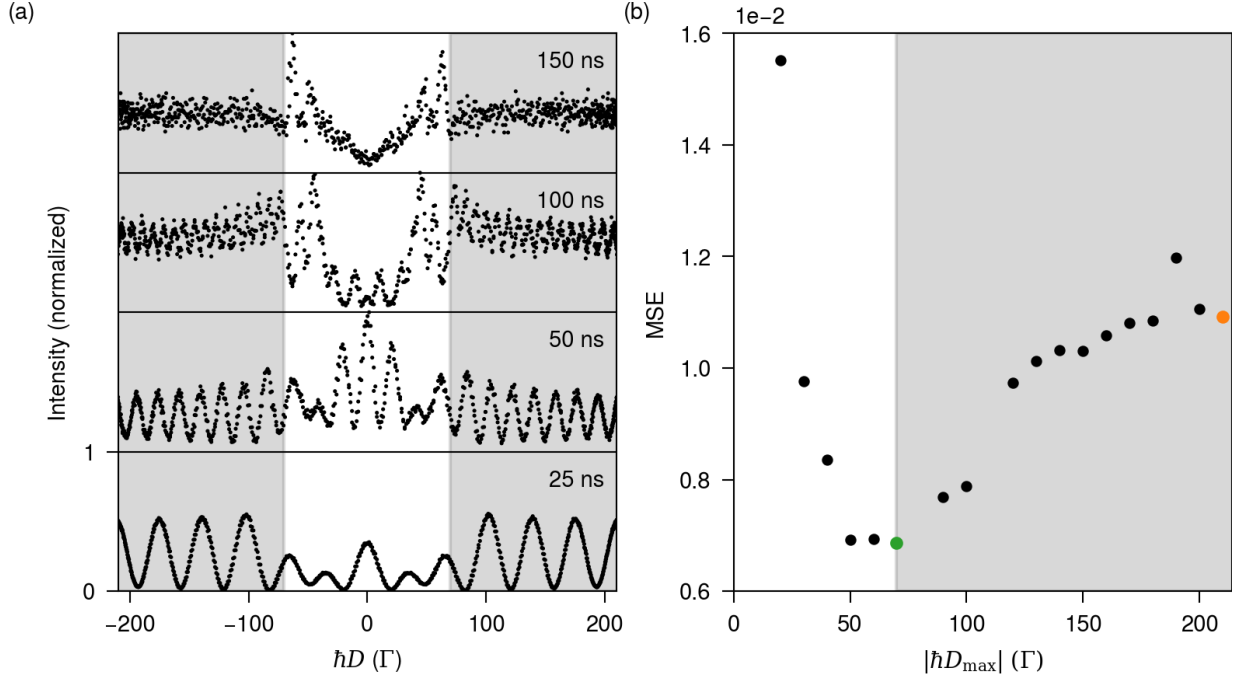 (a)
150 ns
100 ns
50 ns
25 ns
Intensity (normalized)
1
0
−200 −100 0 100 200
ℏD (Γ)
(b)
1e−2
1.6
1.4
1.2
1.0
0.8
0.6
MSE
0 50 100 150 200
|ℏDmax| (Γ)